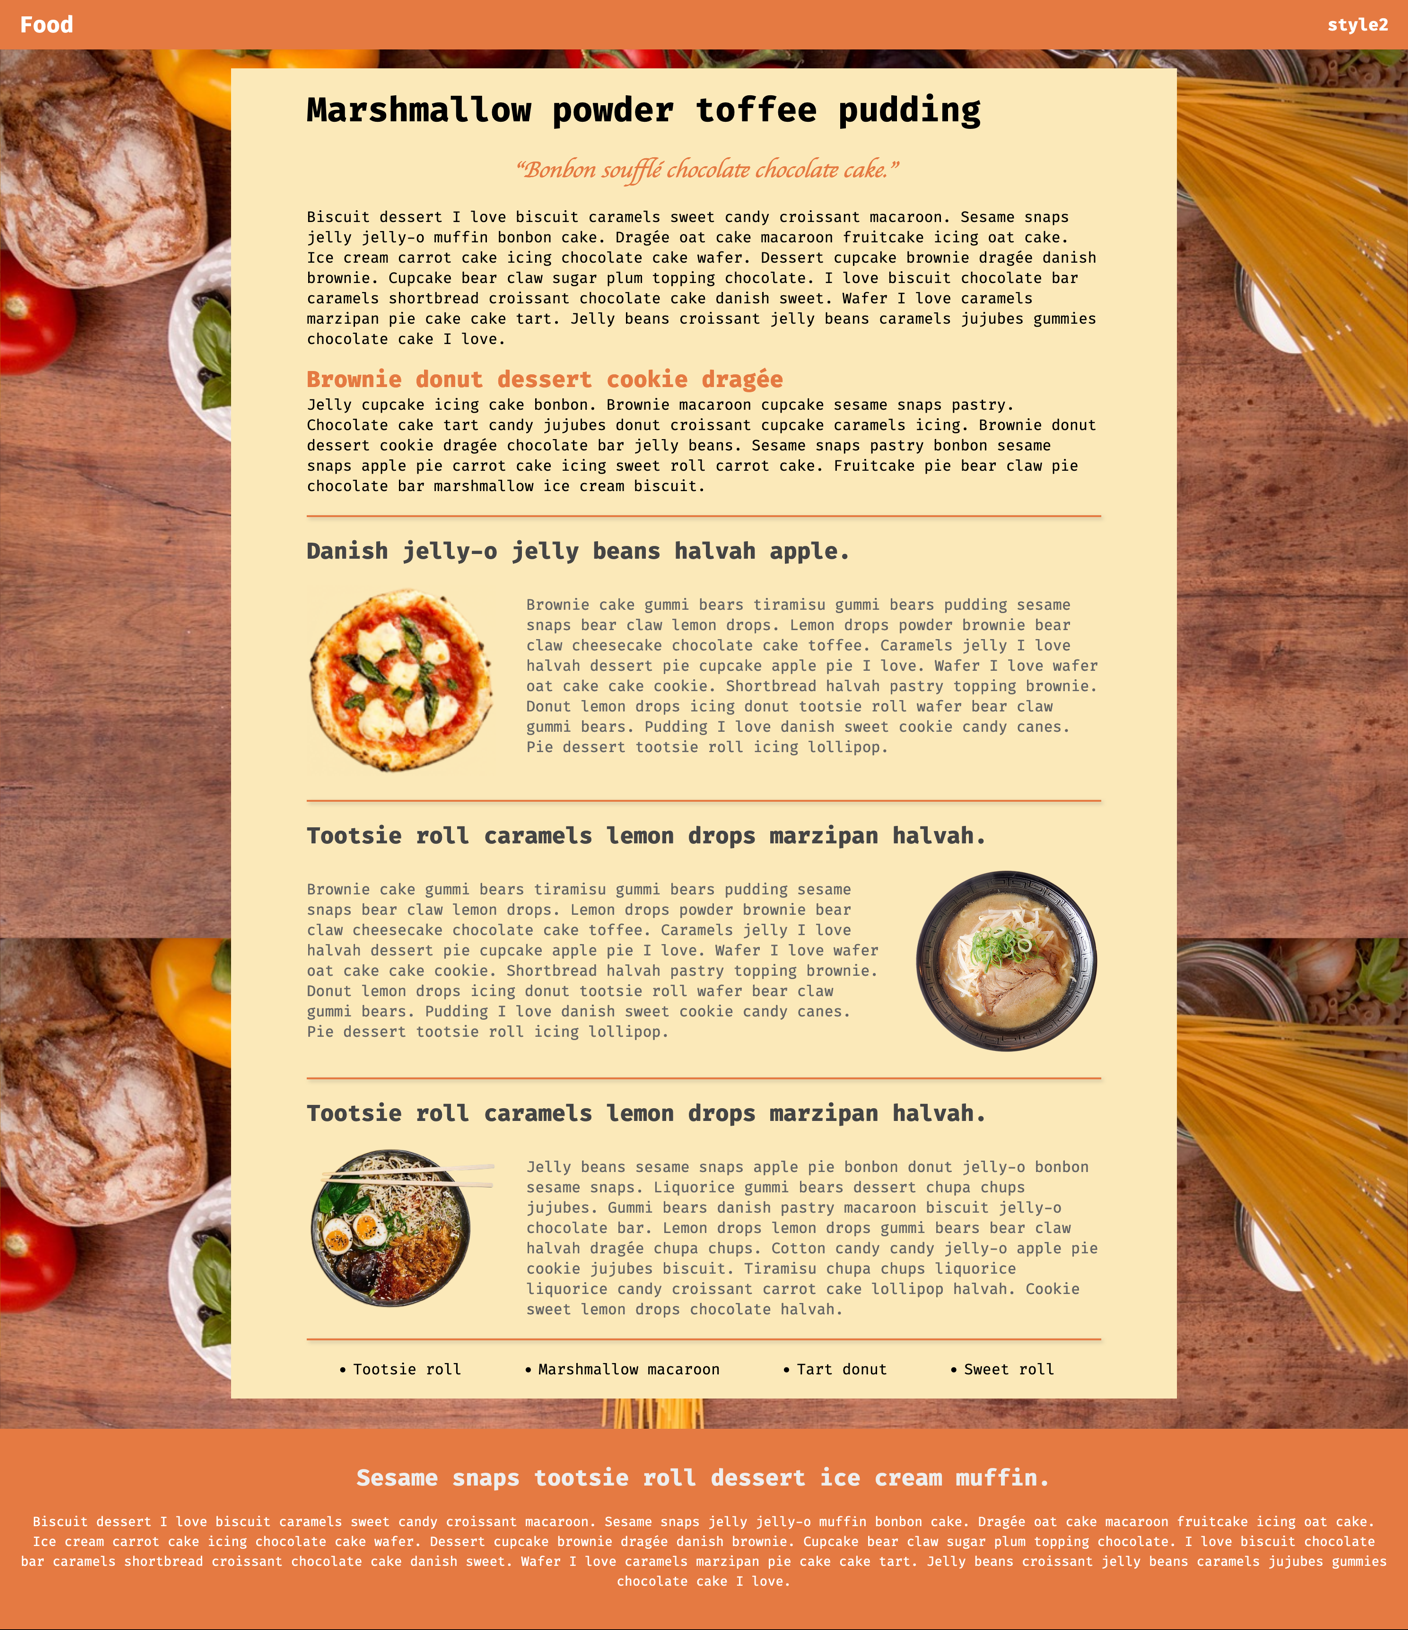 Food
style2
Marshmallow powder toffee pudding
“Bonbon soufflé chocolate chocolate cake.”
Biscuit dessert I love biscuit caramels sweet candy croissant macaroon. Sesame snaps
jelly jelly-o muffin bonbon cake. Dragée oat cake macaroon fruitcake icing oat cake.
Ice cream carrot cake icing chocolate cake wafer. Dessert cupcake brownie dragée danish
brownie. Cupcake bear claw sugar plum topping chocolate. I love biscuit chocolate bar
caramels shortbread croissant chocolate cake danish sweet. Wafer I love caramels
marzipan pie cake cake tart. Jelly beans croissant jelly beans caramels jujubes gummies
chocolate cake I love.
Brownie donut dessert cookie dragée
Jelly cupcake icing cake bonbon. Brownie macaroon cupcake sesame snaps pastry.
Chocolate cake tart candy jujubes donut croissant cupcake caramels icing. Brownie donut
dessert cookie dragée chocolate bar jelly beans. Sesame snaps pastry bonbon sesame
snaps apple pie carrot cake icing sweet roll carrot cake. Fruitcake pie bear claw pie
chocolate bar marshmallow ice cream biscuit.
Danish jelly-o jelly beans halvah apple.
Brownie cake gummi bears tiramisu gummi bears pudding sesame
snaps bear claw lemon drops. Lemon drops powder brownie bear
claw cheesecake chocolate cake toffee. Caramels jelly I love
halvah dessert pie cupcake apple pie I love. Wafer I love wafer
oat cake cake cookie. Shortbread halvah pastry topping brownie.
Donut lemon drops icing donut tootsie roll wafer bear claw
gummi bears. Pudding I love danish sweet cookie candy canes.
Pie dessert tootsie roll icing lollipop.
Tootsie roll caramels lemon drops marzipan halvah.
Brownie cake gummi bears tiramisu gummi bears pudding sesame
snaps bear claw lemon drops. Lemon drops powder brownie bear
claw cheesecake chocolate cake toffee. Caramels jelly I love
halvah dessert pie cupcake apple pie I love. Wafer I love wafer
oat cake cake cookie. Shortbread halvah pastry topping brownie.
Donut lemon drops icing donut tootsie roll wafer bear claw
gummi bears. Pudding I love danish sweet cookie candy canes.
Pie dessert tootsie roll icing lollipop.
Tootsie roll caramels lemon drops marzipan halvah.
Jelly beans sesame snaps apple pie bonbon donut jelly-o bonbon
sesame snaps. Liquorice gummi bears dessert chupa chups
jujubes. Gummi bears danish pastry macaroon biscuit jelly-o
chocolate bar. Lemon drops lemon drops gummi bears bear claw
halvah dragée chupa chups. Cotton candy candy jelly-o apple pie
cookie jujubes biscuit. Tiramisu chupa chups liquorice
liquorice candy croissant carrot cake lollipop halvah. Cookie
sweet lemon drops chocolate halvah.
• Tootsie roll • Marshmallow macaroon • Tart donut • Sweet roll
Sesame snaps tootsie roll dessert ice cream muffin.
Biscuit dessert I love biscuit caramels sweet candy croissant macaroon. Sesame snaps jelly jelly-o muffin bonbon cake. Dragée oat cake macaroon fruitcake icing oat cake.
Ice cream carrot cake icing chocolate cake wafer. Dessert cupcake brownie dragée danish brownie. Cupcake bear claw sugar plum topping chocolate. I love biscuit chocolate
bar caramels shortbread croissant chocolate cake danish sweet. Wafer I love caramels marzipan pie cake cake tart. Jelly beans croissant jelly beans caramels jujubes gummies
chocolate cake I love.